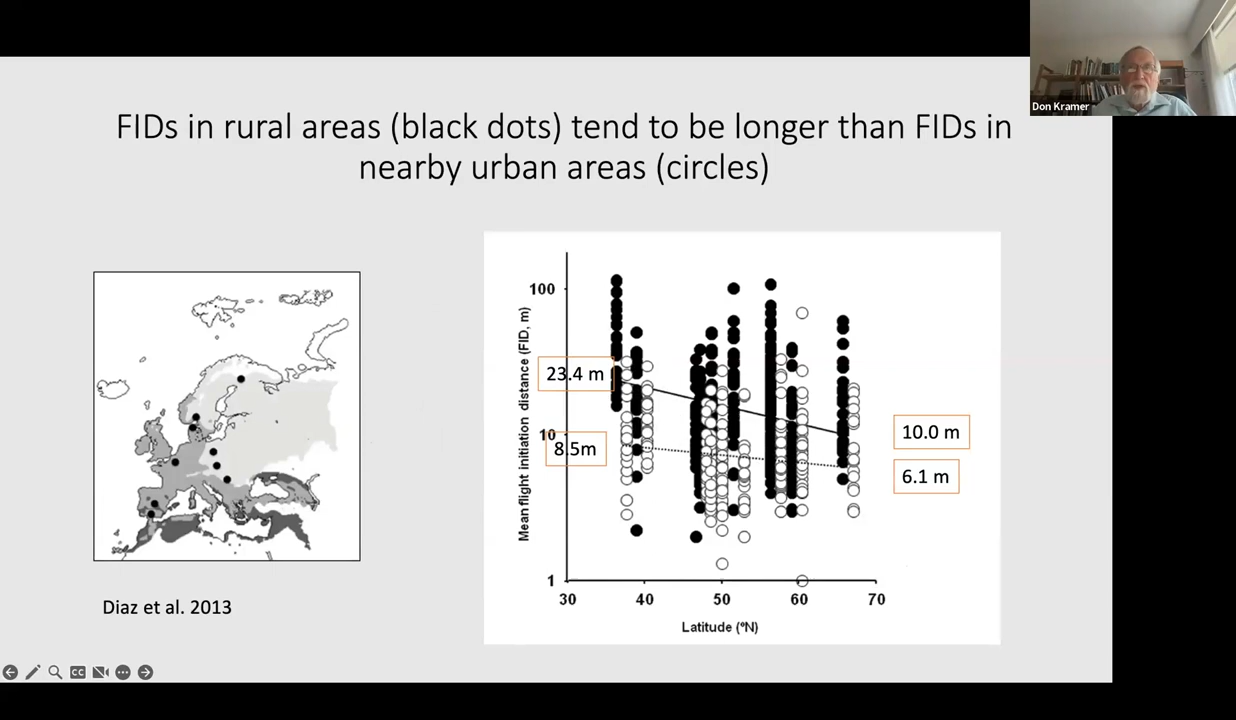 Don Kramer
FIDs in rural areas (black dots) tend to be longer than FIDs in
nearby urban areas (circles)
Diaz et al. 2013
Mean flight initiation distance (FID, m)
100
10
1
23.4 m
8.5m
10.0 m
6.1 m
30 40 50 60 70
Latitude (ºN)
CC